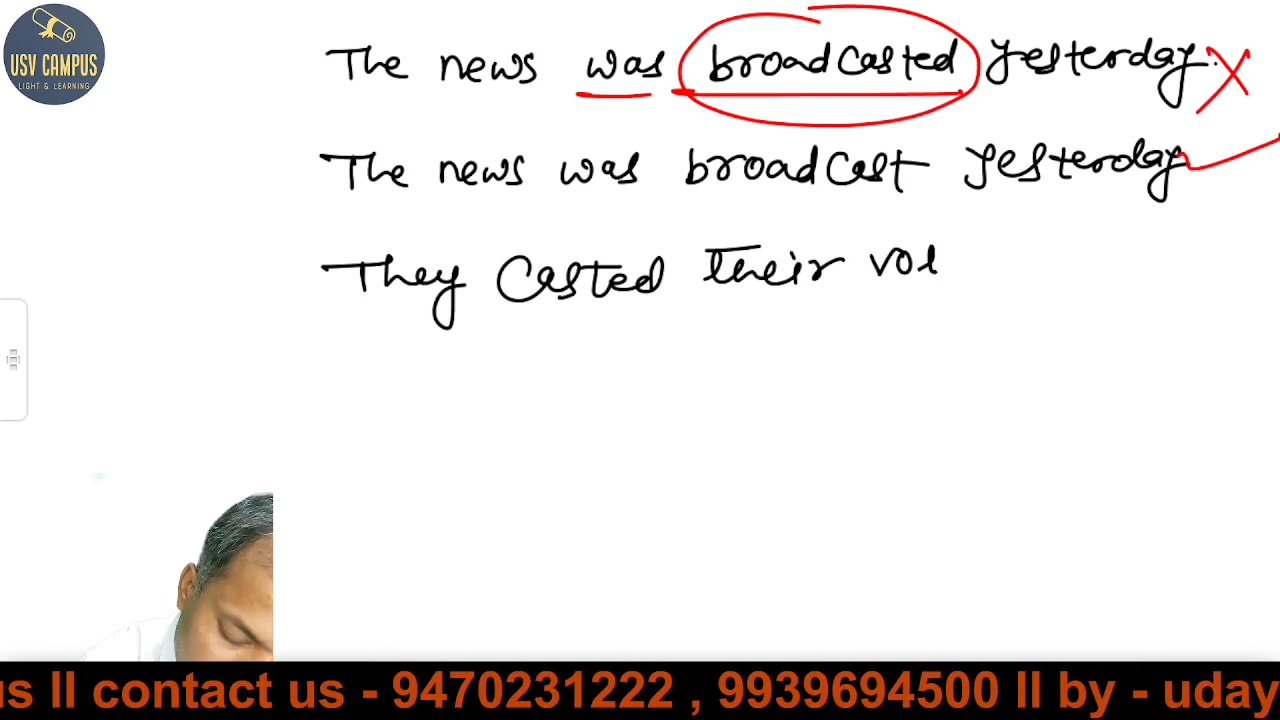 USV CAMPUS
LIGHT & LEARNING
The news was broadcasted yesterday. X
The news was broadcast yesterday
They casted their
us ll contact us - 9470231222 , 9939694500 ll by - uday